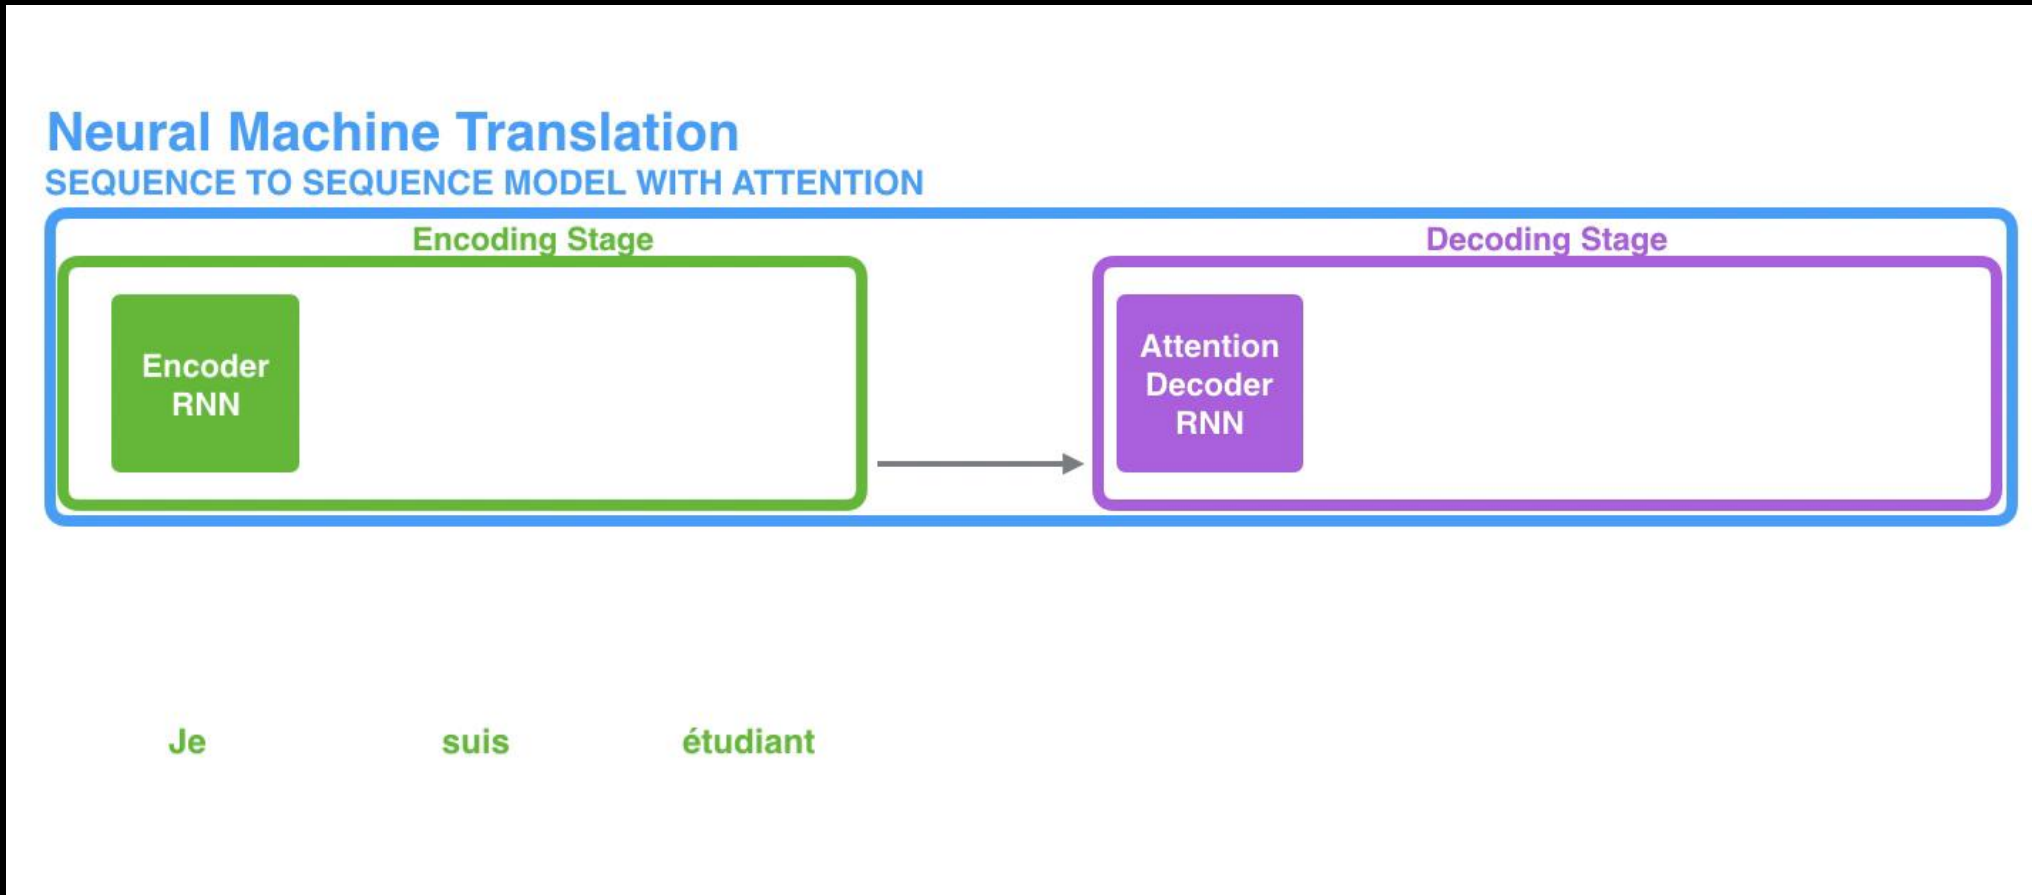 Neural Machine Translation
SEQUENCE TO SEQUENCE MODEL WITH ATTENTION
Encoding Stage
Decoding Stage
Encoder
RNN
Attention
Decoder
RNN
Je
suis
étudiant